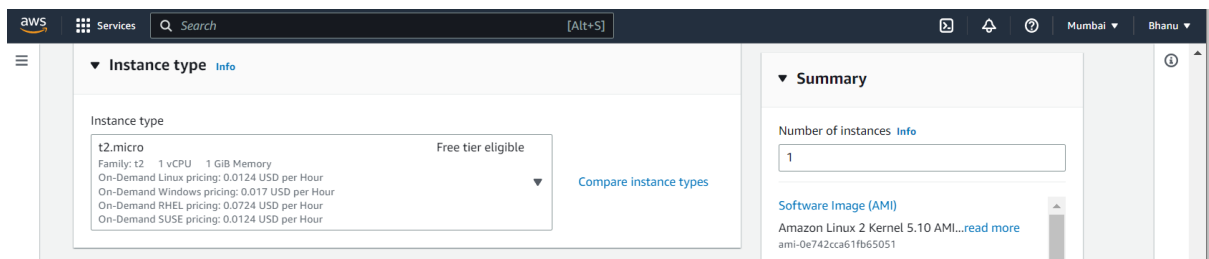 aws
Services
Search
[Alt+S]
Mumbai
Bhanu
Instance type Info
Instance type
t2.micro Free tier eligible
Family: t2 1 vCPU 1 GiB Memory
On-Demand Linux pricing: 0.0124 USD per Hour
On-Demand Windows pricing: 0.017 USD per Hour
On-Demand RHEL pricing: 0.0724 USD per Hour
On-Demand SUSE pricing: 0.0124 USD per Hour
Compare instance types
Summary
Number of instances Info
1
Software Image (AMI)
Amazon Linux 2 Kernel 5.10 AMI...read more
ami-0e742cca61fb65051